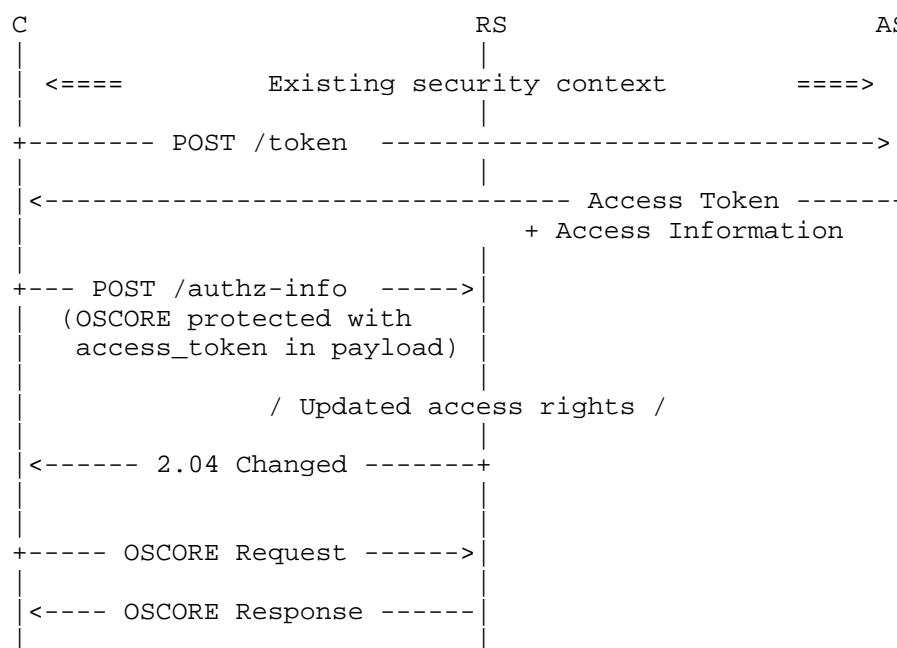 C                             RS                       AS
|                              |
| <====         Existing security context        ====>
|                              |
+-------- POST /token  -------------------------------->
|                              |
|<----------------------------------- Access Token -------
|                                 + Access Information
|                              |
+--- POST /authz-info  ----->|
|  (OSCORE protected with      |
|   access_token in payload)   |
|                              |
|               / Updated access rights /
|                              |
|<------ 2.04 Changed -------+
|                              |
|                              |
+----- OSCORE Request ------>|
|                              |
|<---- OSCORE Response ------|
|                              |